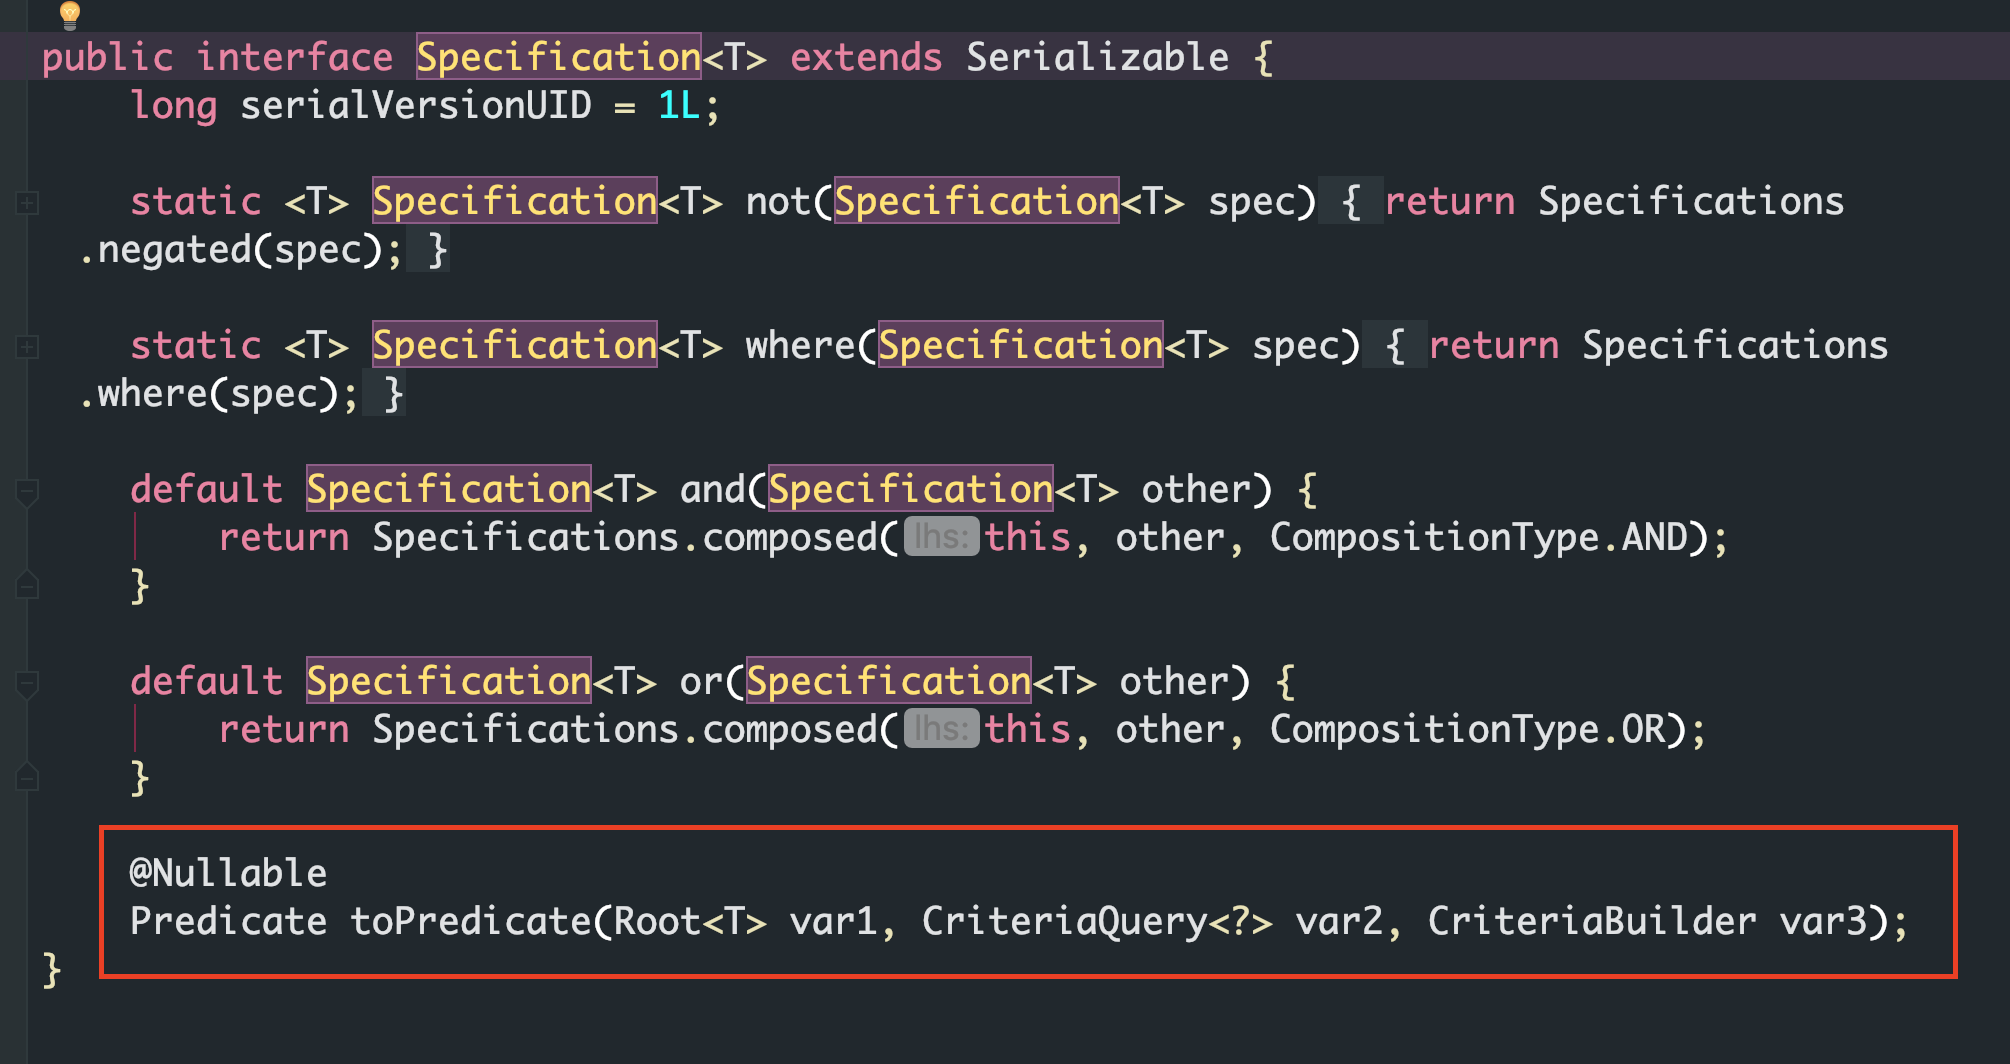 public interface Specification<T> extends Serializable {
long serialVersionUID = 1L;
static <T> Specification<T> not(Specification<T> spec) { return Specifications
.negated(spec); }
static <T> Specification<T> where(Specification<T> spec) { return Specifications
.where(spec); }
default Specification<T> and(Specification<T> other) {
return Specifications.composed( lhs: this, other, CompositionType.AND);
}
default Specification<T> or(Specification<T> other) {
return Specifications.composed( lhs: this, other, CompositionType.OR);
}
@Nullable
Predicate toPredicate(Root<T> var1, CriteriaQuery<?> var2, CriteriaBuilder var3);
}